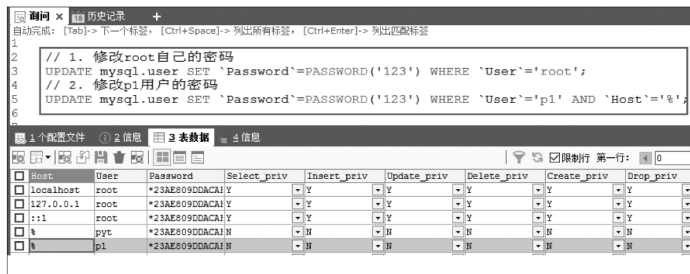 询问 × 历史记录 +
自动完成: [Tab]-> 下一个标签, [Ctrl+Space]-> 列出所有标签, [Ctrl+Enter]-> 列出匹配标签
1
2 // 1. 修改root自己的密码
3 UPDATE mysql.user SET `Password`=PASSWORD('123') WHERE `User`='root';
4 // 2. 修改p1用户的密码
5 UPDATE mysql.user SET `Password`=PASSWORD('123') WHERE `User`='p1' AND `Host`='%';
6
1 个配置文件 2 信息 3 表数据 4 信息
限制行 第一行: 0
Host User Password Select_priv Insert_priv Update_priv Delete_priv Create_priv Drop_priv
localhost root *23AE809DDACAE Y Y Y Y Y Y
127.0.0.1 root *23AE809DDACAE Y Y Y Y Y Y
::1 root *23AE809DDACAE Y Y Y Y Y Y
% pyt *23AE809DDACAE N N N N N N
% p1 *23AE809DDACAE N N N N N N